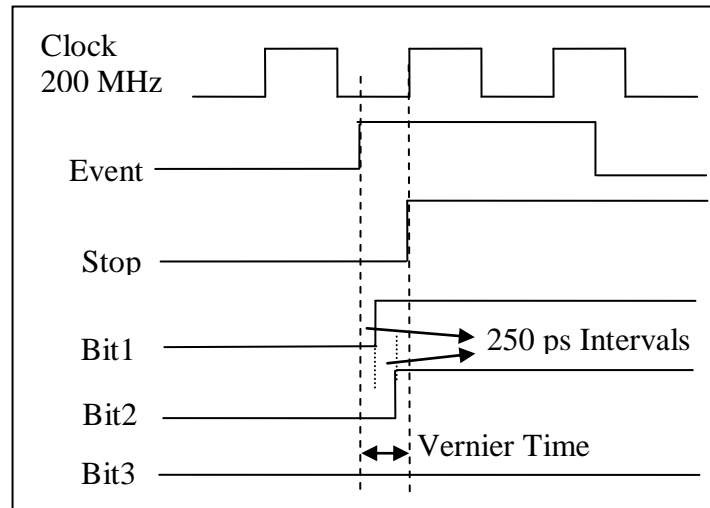 Clock
200 MHz
Event
Stop
Bit1
250 ps Intervals
Bit2
Vernier Time
Bit3